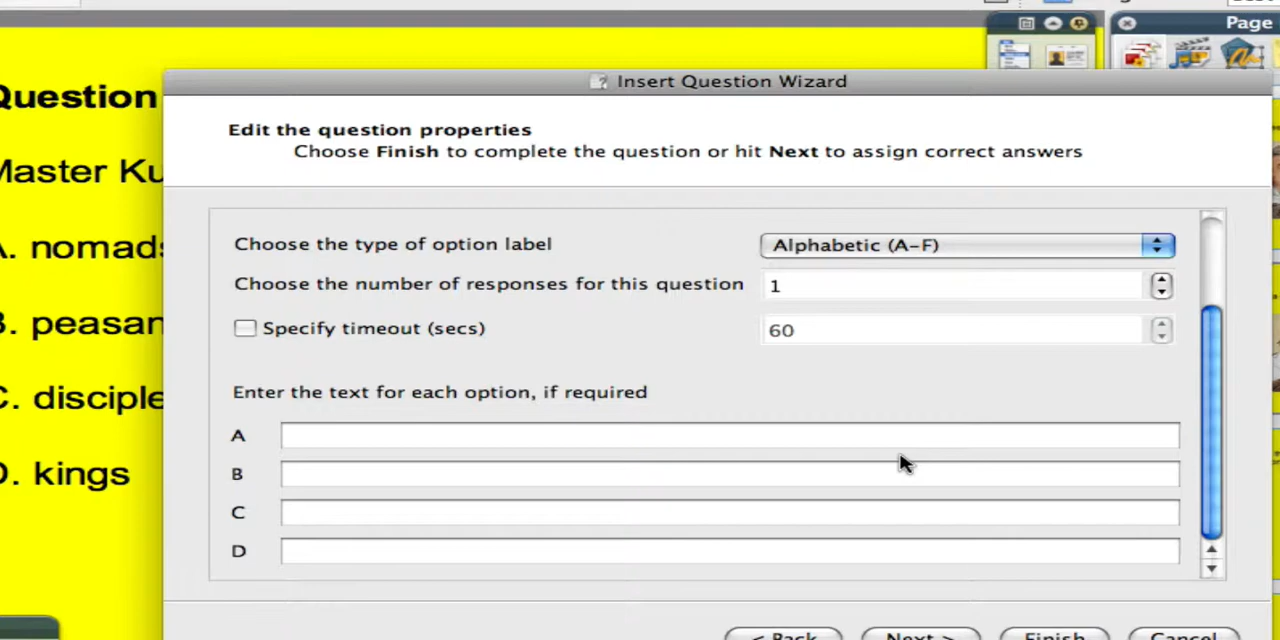 Page
Insert Question Wizard
Question
Edit the question properties
Choose Finish to complete the question or hit Next to assign correct answers
Master Ku
Choose the type of option label
Alphabetic (A-F)
A. nomads
Choose the number of responses for this question
1
Specify timeout (secs)
60
B. peasan
Enter the text for each option, if required
C. disciple
A
B
D. kings
C
D
< Back
Next >
Finish
Cancel